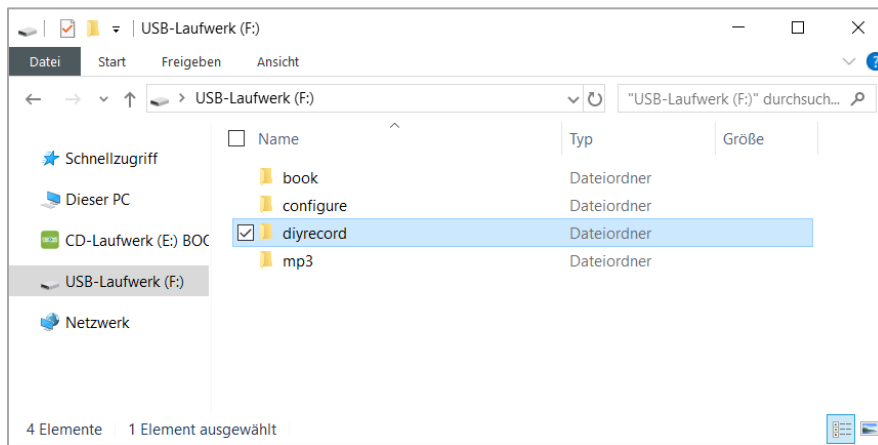 USB-Laufwerk (F:)
Datei Start Freigeben Ansicht
USB-Laufwerk (F:) "USB-Laufwerk (F:)" durchsuch...
Name Typ Größe
Schnellzugriff
Dieser PC
CD-Laufwerk (E:) BOO
USB-Laufwerk (F:)
Netzwerk
book Dateiordner
configure Dateiordner
diyrecord Dateiordner
mp3 Dateiordner
4 Elemente 1 Element ausgewählt